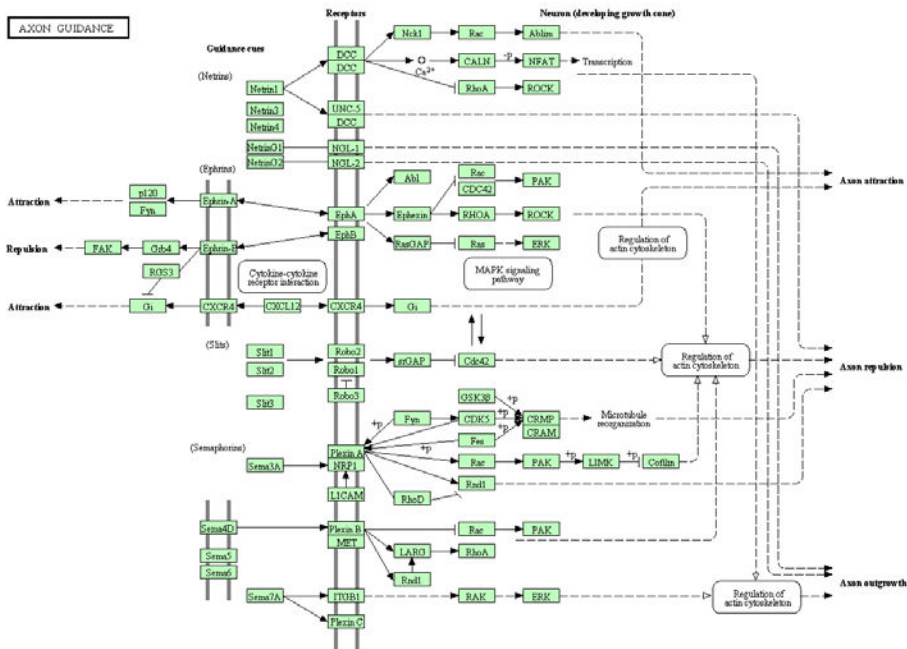 AXON GUIDANCE
Receptors
Neuron (developing growth cone)
Guidance cues
(Netrins)
Nck1
Rac
Ablim
DCC
DCC
Ca2+
CALN
-p
NFAT
Transcription
Netrin1
RhoA
ROCK
Netrin3
UNC-5
Netrin4
DCC
NetrinG1
NGL-1
NetrinG2
NGL-2
(Ephrins)
Axon attraction
Abl
Rac
CDC42
PAK
p120
Fyn
Attraction
Ephrin-A
EphA
Ephexin
RHOA
ROCK
EphB
Repulsion
FAK
Grb4
Ephrin-B
RasGAP
Ras
ERK
Regulation of
actin cytoskeleton
RGS3
Cytokine-cytokine
receptor interaction
MAPK signaling
pathway
Attraction
Gi
CXCR4
CXCL12
CXCR4
Gi
(Slits)
Slit1
Slit2
Robo2
Robo1
srGAP
Cdc42
Regulation of
actin cytoskeleton
Axon repulsion
Slit3
Robo3
GSK3β
+p
+p
Fyn
CDK5
+p
CRMP
CRAM
Microtubule
reorganization
Fes
+p
+p
(Semaphorins)
Plexin A
NRP1
Sema3A
Rac
PAK
+p
LIMK
+p
Cofilin
Rnd1
L1CAM
RhoD
Sema4D
Plexin B
MET
Rac
PAK
Sema5
LARG
RhoA
Sema6
Rnd1
Sema7A
ITGB1
RAK
ERK
Regulation of
actin cytoskeleton
Axon outgrowth
Plexin C